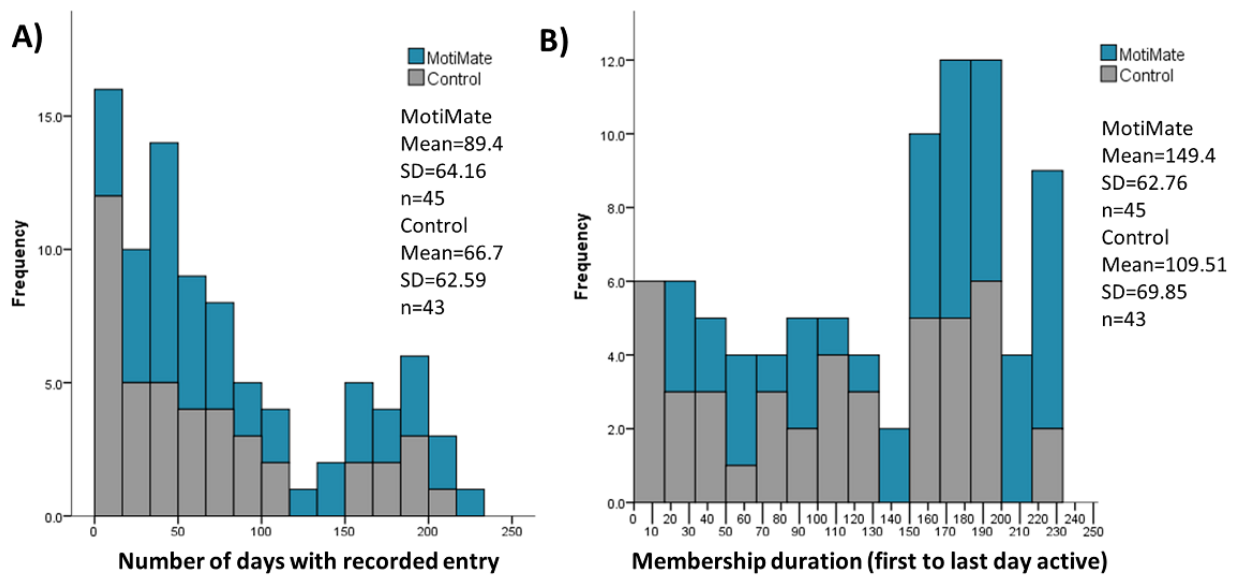 A)
MotiMate
Control
MotiMate
Mean=89.4
SD=64.16
n=45
Control
Mean=66.7
SD=62.59
n=43
Frequency
15.0
10.0
5.0
0.0
0 50 100 150 200 250
Number of days with recorded entry
B)
MotiMate
Control
MotiMate
Mean=149.4
SD=62.76
n=45
Control
Mean=109.51
SD=69.85
n=43
Frequency
12.0
10.0
8.0
6.0
4.0
2.0
0.0
0 10 20 40 50 60 70 90 100 110 120 130 140 150 160 170 180 190 200 210 220 230 240 250
Membership duration (first to last day active)